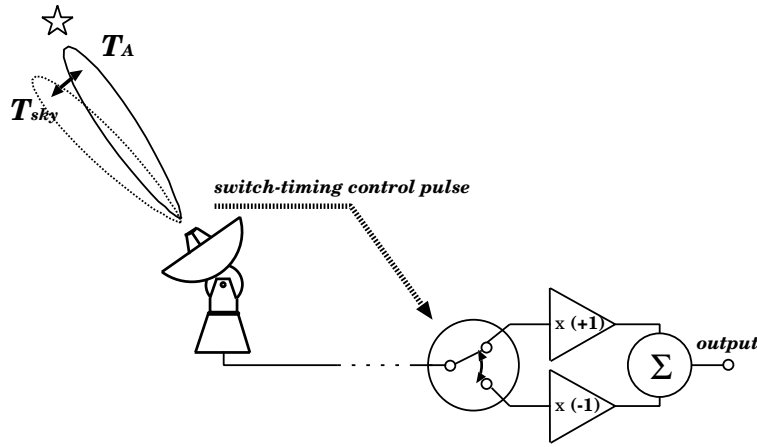 T_A
T_sky
switch-timing control pulse
x (+1)
output
Σ
x (-1)